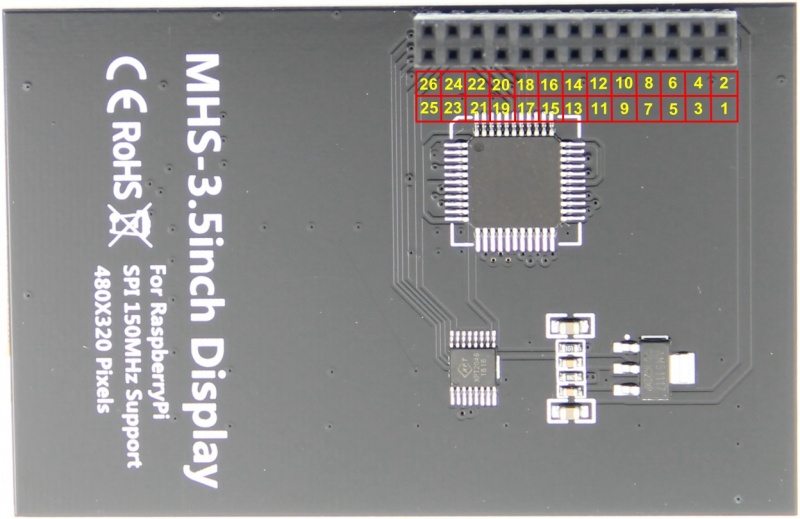 26 24 22 20 18 16 14 12 10 8 6 4 2
25 23 21 19 17 15 13 11 9 7 5 3 1
MHS-3.5inch Display
For RaspberryPi
SPI 150MHz Support
480X320 Pixels
CE RoHS